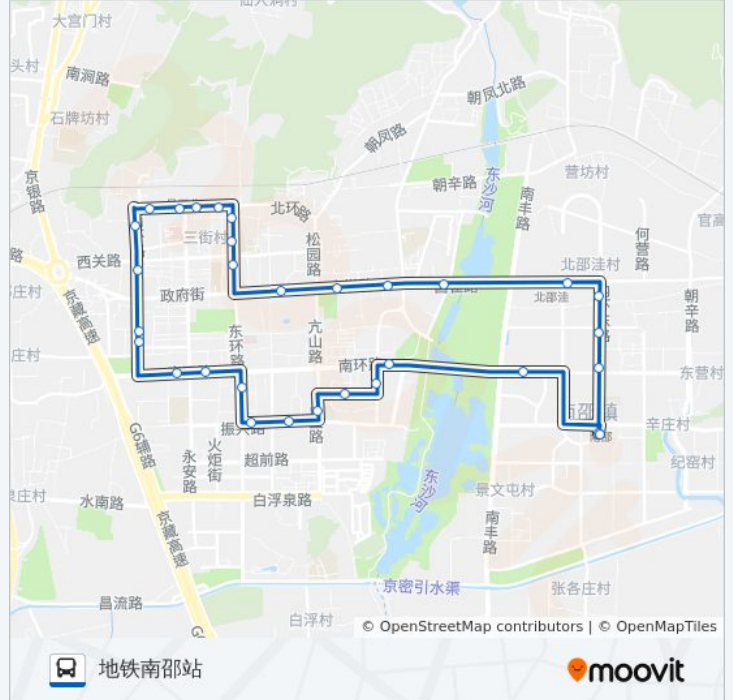 大宫门村
头村
南涧路
朝凤北路
石牌坊村
朝凤路
营坊村
京银路
朝辛路
东沙河
南丰路
北环路
三街村
松园路
何营路
官高
路
西关路
北邵洼村
政府街
北邵洼
京藏高速
朝辛路
庄村
东环路
亢山路
庄村
南环路
东营村
辛庄村
振兴路
路
G6辅路
火炬街
永安路
超前路
纪窑村
东沙河
景文屯村
水南路
白浮泉路
南丰路
京藏高速
京密引水渠
张各庄村
昌流路
白浮村
© OpenStreetMap contributors | © OpenMapTiles
地铁南邵站
moovit